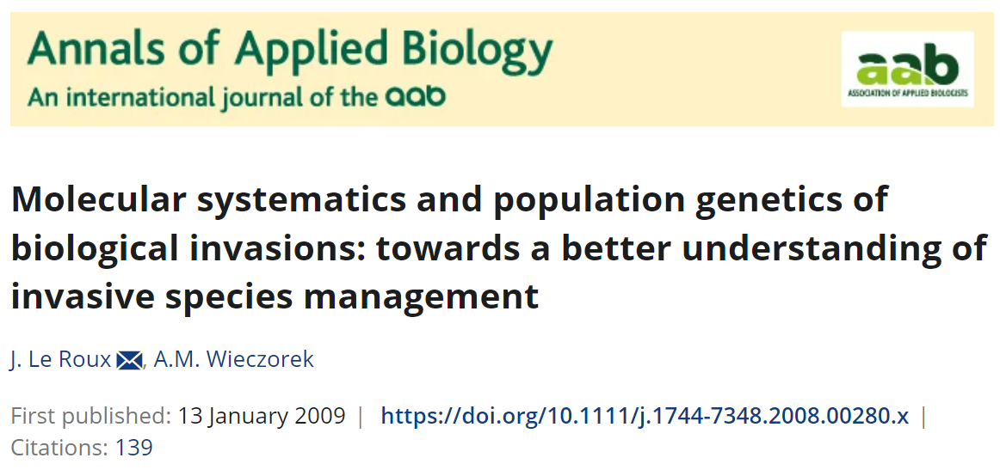 Annals of Applied Biology
An international journal of the aab
aab
ASSOCIATION OF APPLIED BIOLOGISTS
Molecular systematics and population genetics of
biological invasions: towards a better understanding of
invasive species management
J. Le Roux, A.M. Wieczorek
First published: 13 January 2009 | https://doi.org/10.1111/j.1744-7348.2008.00280.x |
Citations: 139